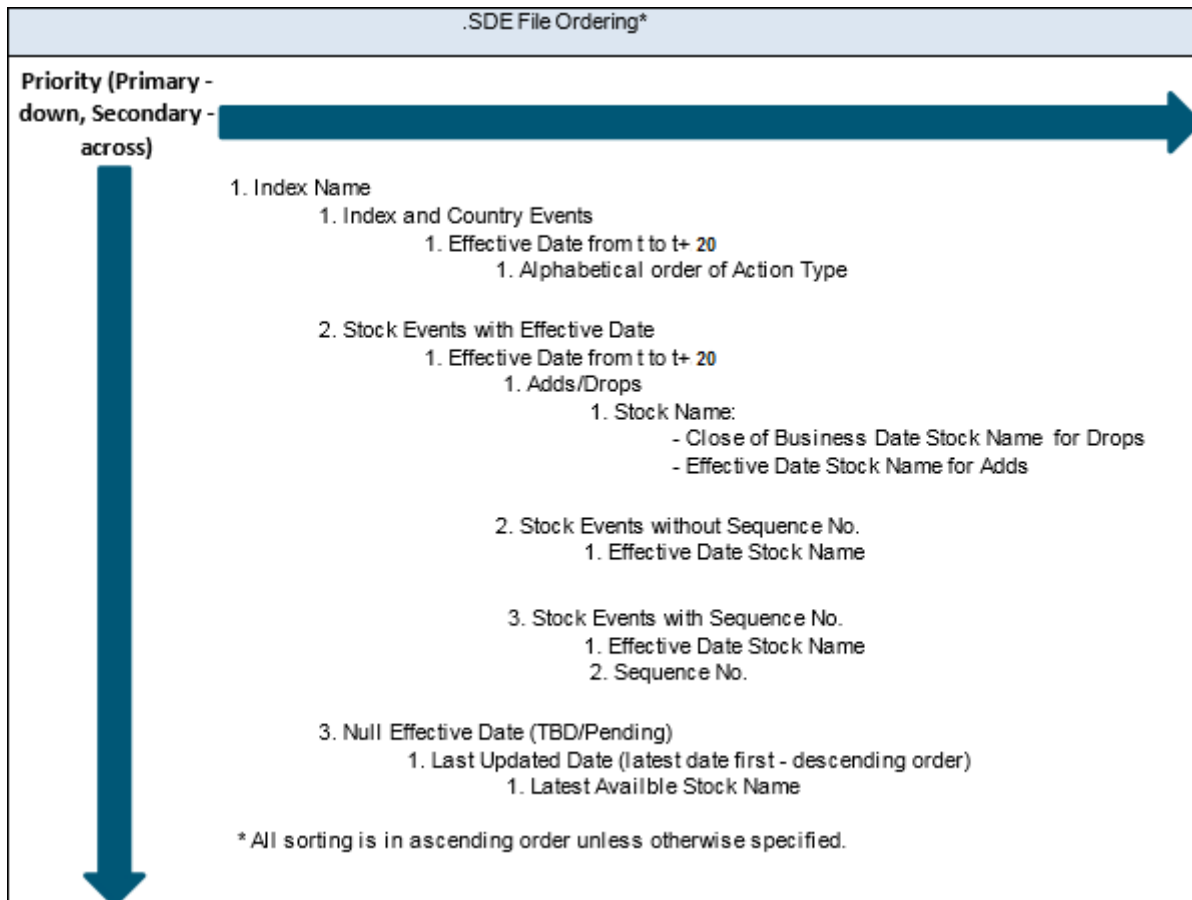 .SDE File Ordering*
Priority (Primary -
down, Secondary -
across)
1. Index Name
1. Index and Country Events
1. Effective Date from t to t+ 20
1. Alphabetical order of Action Type
2. Stock Events with Effective Date
1. Effective Date from t to t+ 20
1. Adds/Drops
1. Stock Name:
- Close of Business Date Stock Name for Drops
- Effective Date Stock Name for Adds
2. Stock Events without Sequence No.
1. Effective Date Stock Name
3. Stock Events with Sequence No.
1. Effective Date Stock Name
2. Sequence No.
3. Null Effective Date (TBD/Pending)
1. Last Updated Date (latest date first - descending order)
1. Latest Availble Stock Name
* All sorting is in ascending order unless otherwise specified.